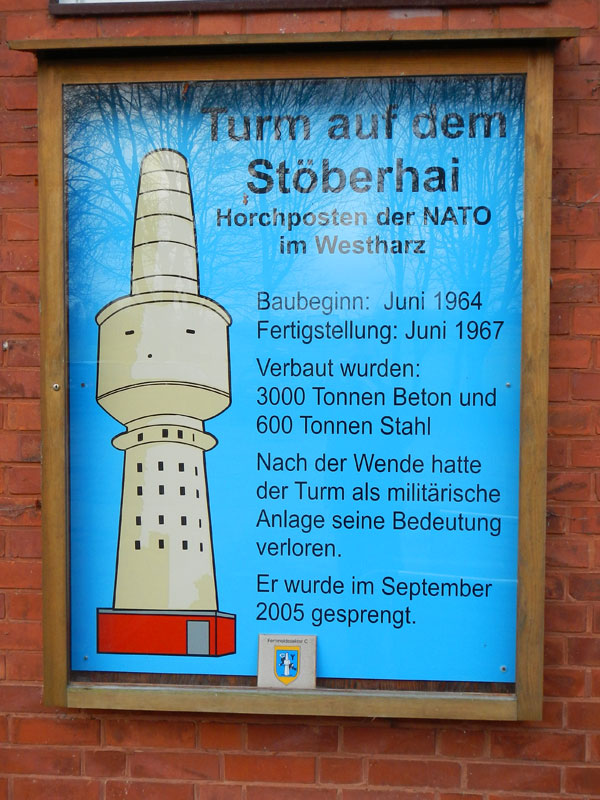 Turm auf dem
Stöberhai
Horchposten der NATO
im Westharz
Baubeginn: Juni 1964
Fertigstellung: Juni 1967
Verbaut wurden:
3000 Tonnen Beton und
600 Tonnen Stahl
Nach der Wende hatte
der Turm als militärische
Anlage seine Bedeutung
verloren.
Er wurde im September
2005 gesprengt.